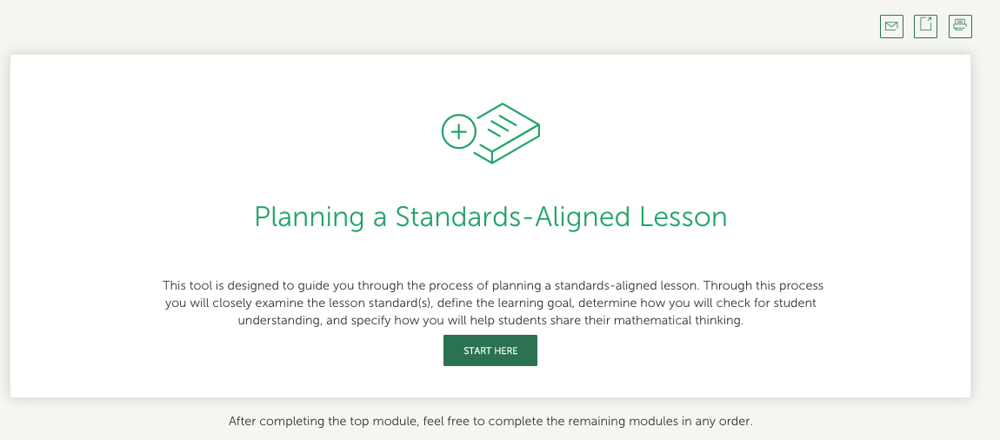 Planning a Standards-Aligned Lesson
This tool is designed to guide you through the process of planning a standards-aligned lesson. Through this process
you will closely examine the lesson standard(s), define the learning goal, determine how you will check for student
understanding, and specify how you will help students share their mathematical thinking.
START HERE
After completing the top module, feel free to complete the remaining modules in any order.